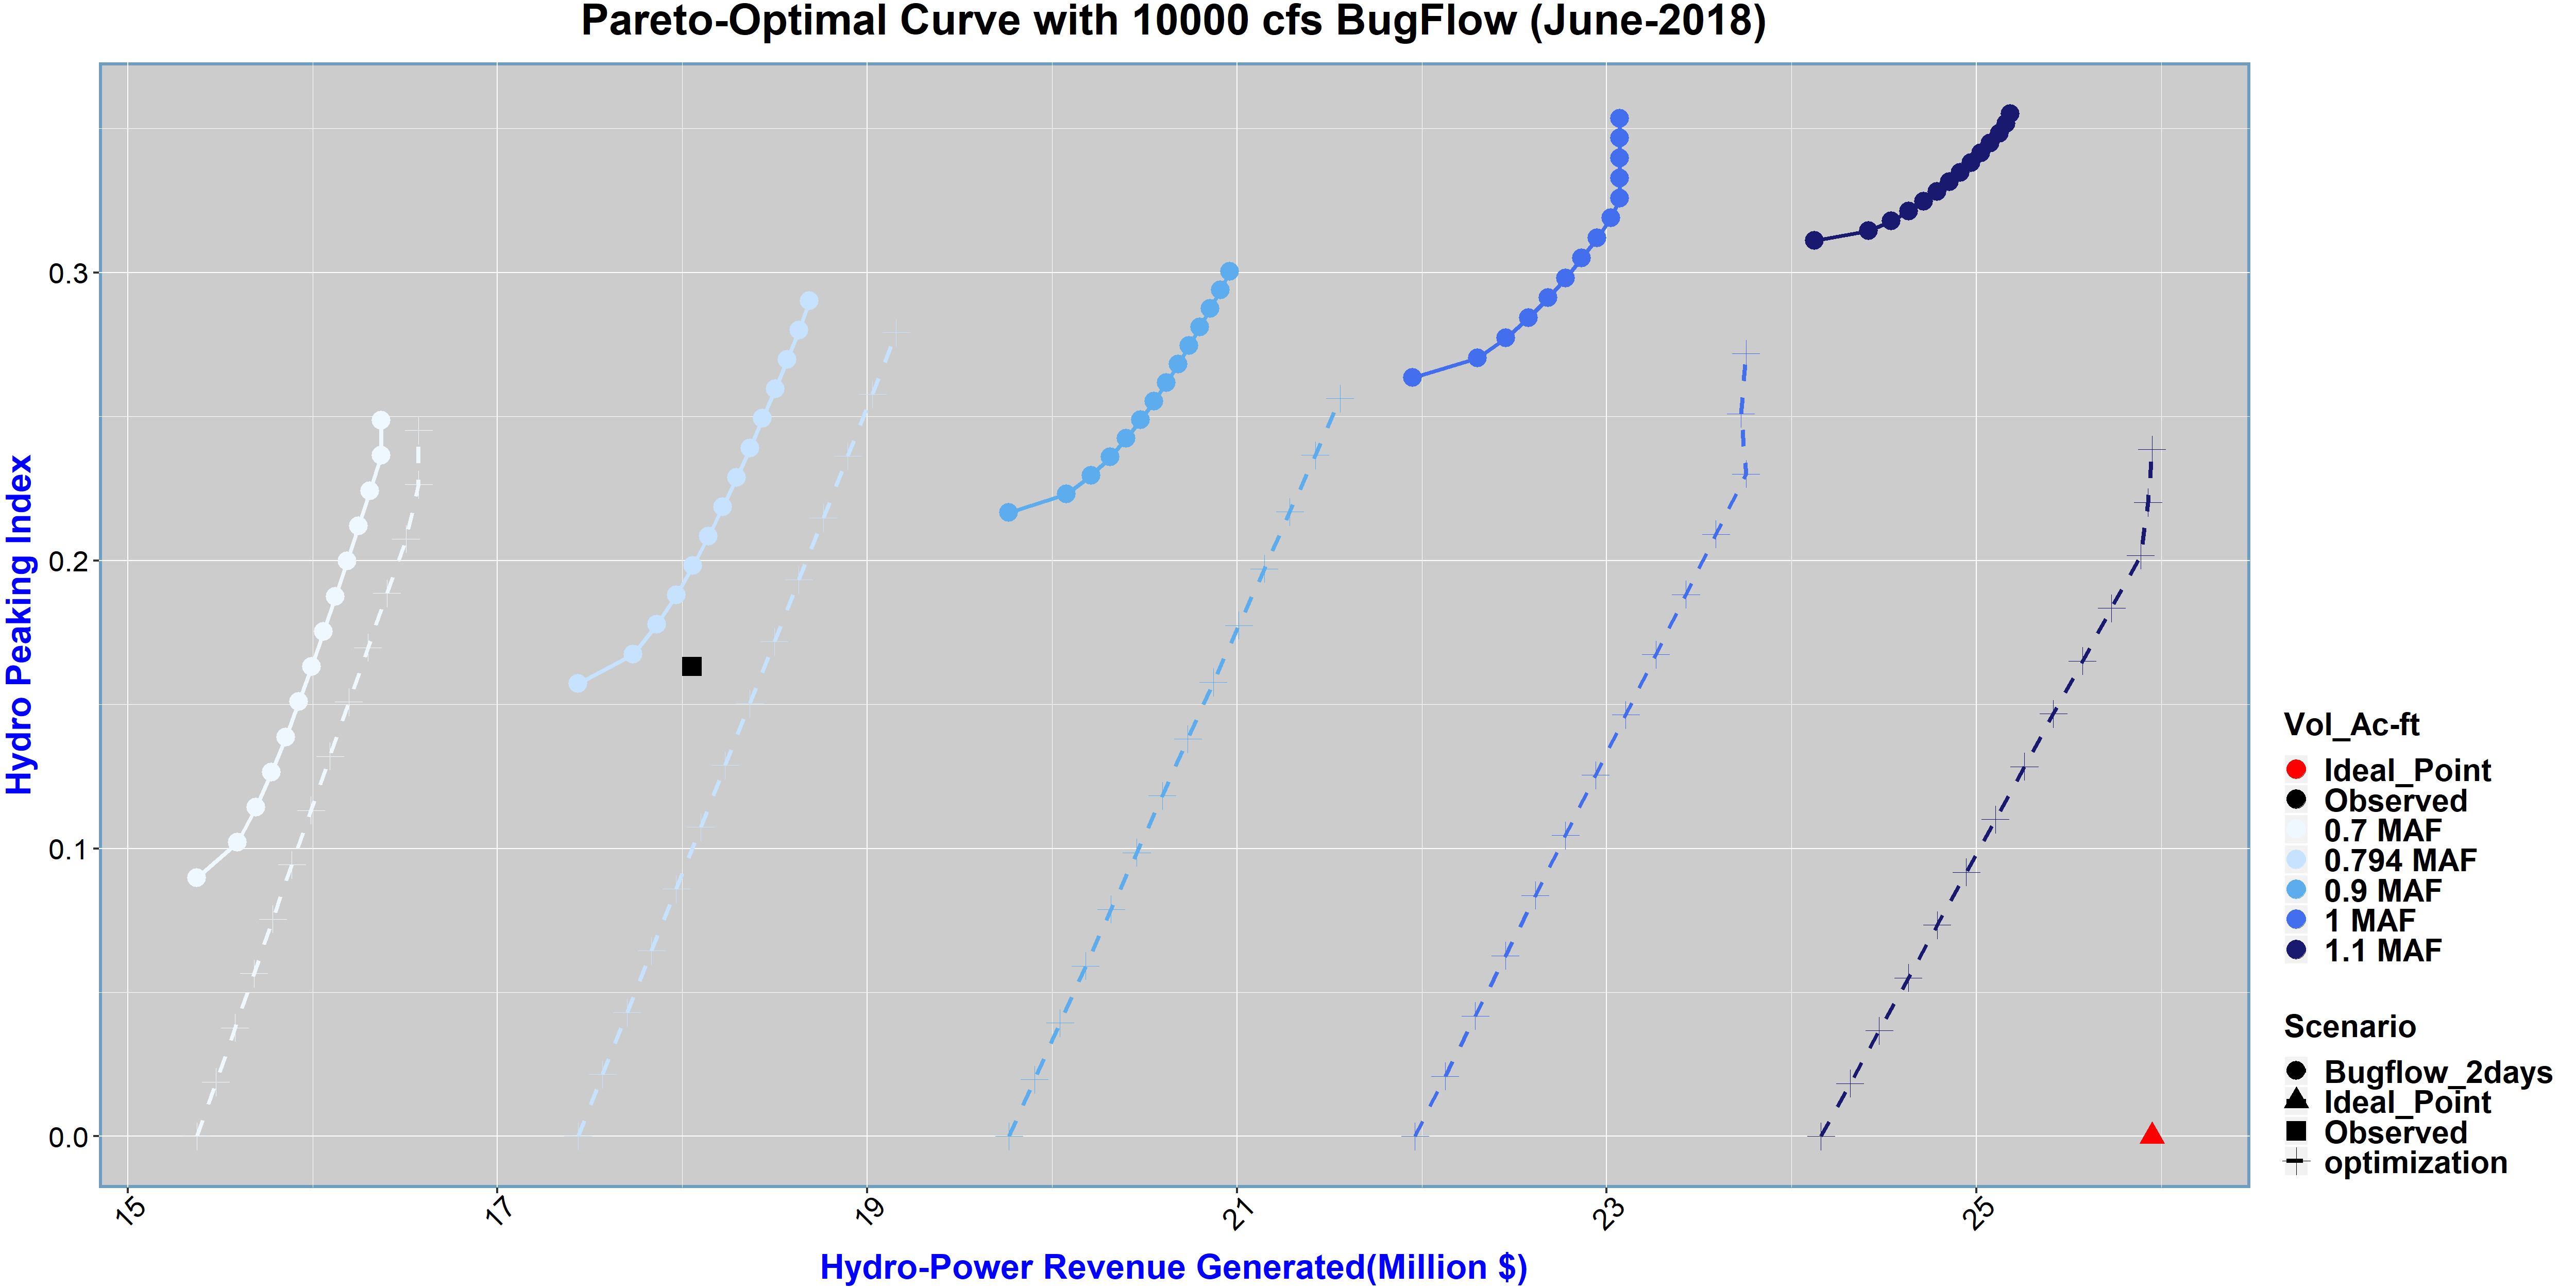 Pareto-Optimal Curve with 10000 cfs BugFlow (June-2018)
Hydro Peaking Index
0.3
0.2
0.1
0.0
15
17
19
21
23
25
Hydro-Power Revenue Generated(Million $)
Vol_Ac-ft
Ideal_Point
Observed
0.7 MAF
0.794 MAF
0.9 MAF
1 MAF
1.1 MAF
Scenario
Bugflow_2days
Ideal_Point
Observed
optimization